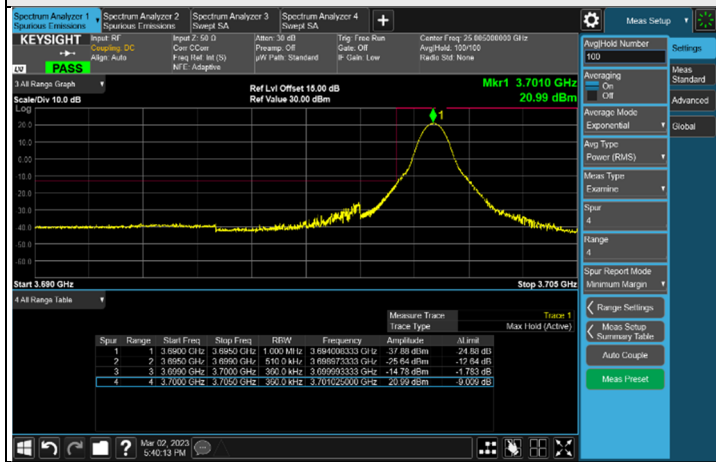 Spectrum Analyzer 1 Spurious Emissions
Spectrum Analyzer 2 Spurious Emissions
Spectrum Analyzer 3 Swept SA
Spectrum Analyzer 4 Swept SA
+
Meas Setup
KEYSIGHT
Input: RF
Coupling: DC
Align: Auto
Input Z: 50 Ω
Corr CCorr
Freq Ref: Int (S)
NFE: Adaptive
Atten: 30 dB
Preamp: Off
µW Path: Standard
Trig: Free Run
Gate: Off
IF Gain: Low
Center Freq: 25.005000000 GHz
Avg|Hold: 100/100
Radio Std: None
PASS
3 All Range Graph
Scale/Div 10.0 dB
Ref Lvl Offset 15.00 dB
Ref Value 30.00 dBm
Mkr1 3.7010 GHz
20.99 dBm
Log
20.0
10.0
0.00
-10.0
-20.0
-30.0
-40.0
-50.0
-60.0
1
Start 3.690 GHz
Stop 3.705 GHz
4 All Range Table
Measure Trace Trace 1
Trace Type Max Hold (Active)
Spur Range Start Freq Stop Freq RBW Frequency Amplitude ΔLimit
1 1 3.6900 GHz 3.6950 GHz 1.000 MHz 3.694008333 GHz -37.88 dBm -24.88 dB
2 2 3.6950 GHz 3.6990 GHz 510.0 kHz 3.698973333 GHz -25.64 dBm -12.64 dB
3 3 3.6990 GHz 3.7000 GHz 360.0 kHz 3.699993333 GHz -14.78 dBm -1.783 dB
4 4 3.7000 GHz 3.7050 GHz 360.0 kHz 3.701025000 GHz 20.99 dBm -9.009 dB
Avg|Hold Number
100
Averaging
On
Off
Average Mode
Exponential
Avg Type
Power (RMS)
Meas Type
Examine
Spur
4
Range
4
Spur Report Mode
Minimum Margin
Range Settings
Meas Setup Summary Table
Auto Couple
Meas Preset
Settings
Meas Standard
Advanced
Global
?
Mar 02, 2023
5:40:13 PM